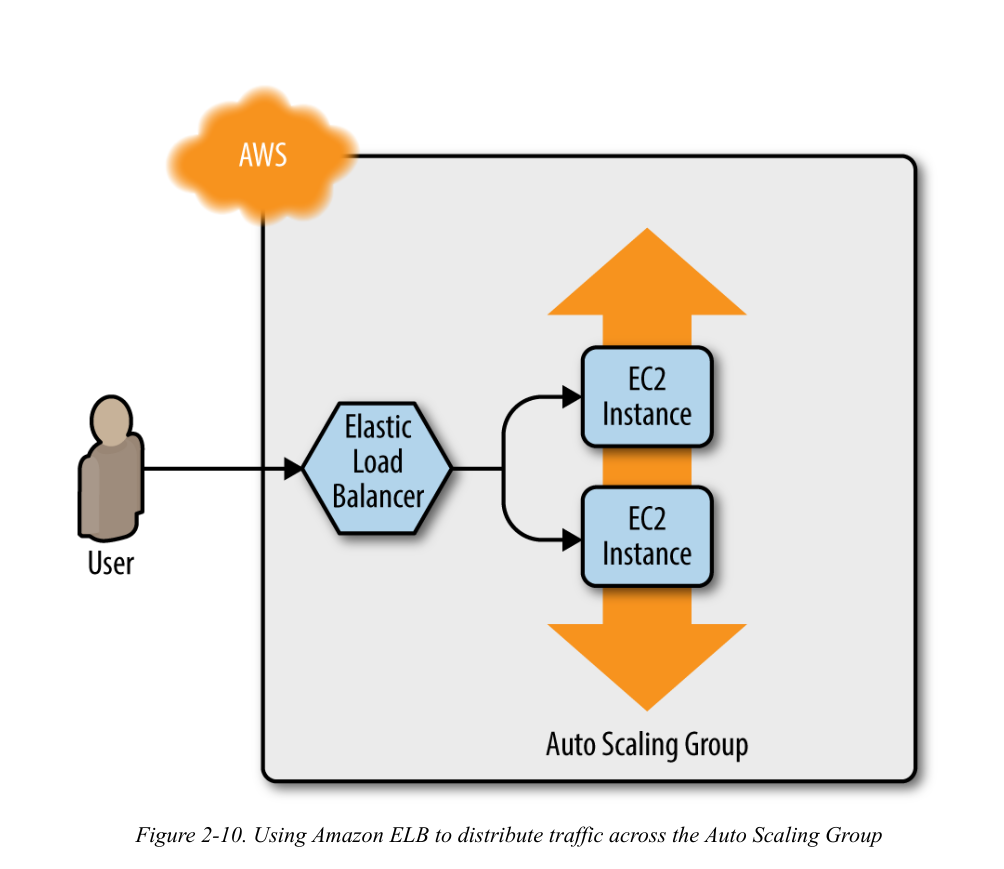 AWS
User
Elastic
Load
Balancer
EC2
Instance
EC2
Instance
Auto Scaling Group
Figure 2-10. Using Amazon ELB to distribute traffic across the Auto Scaling Group